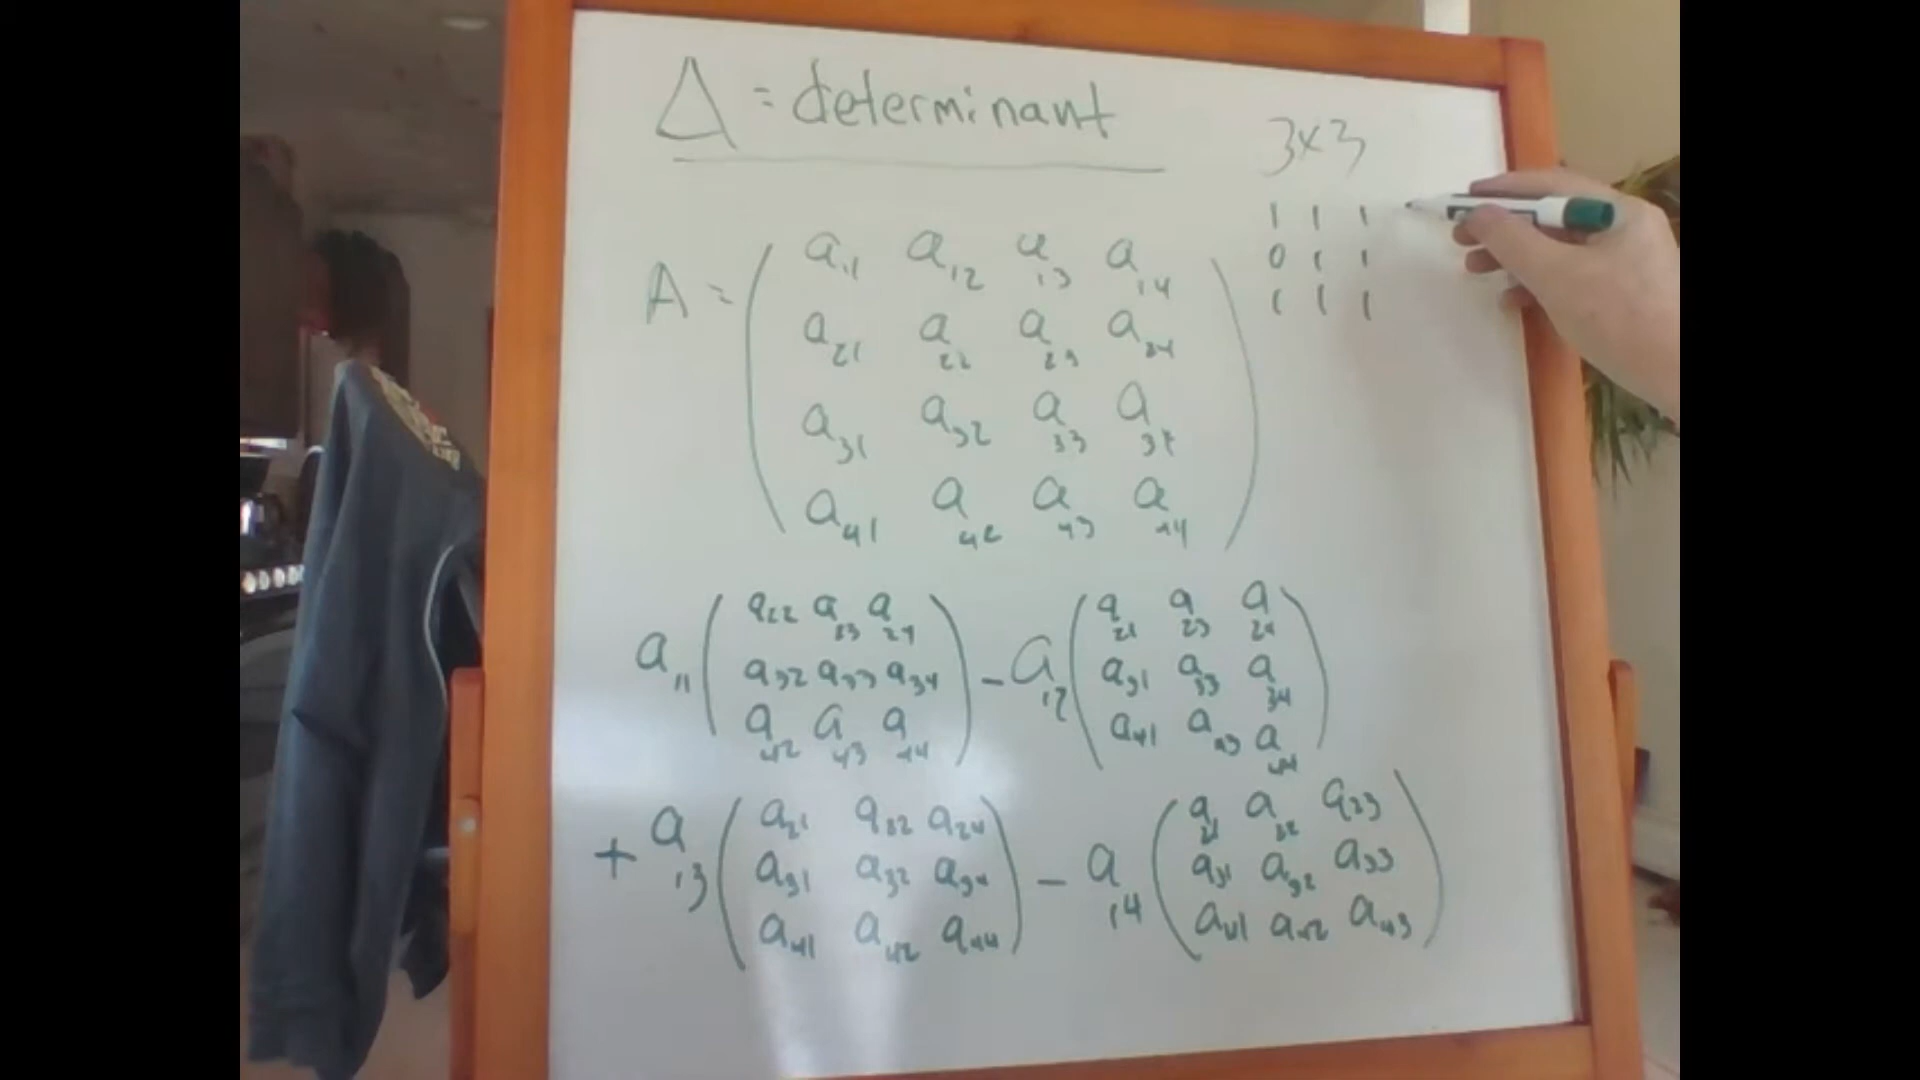 Δ = determinant
3x3
1 1 1
0 1 1
1 1 1
A = ( a11 a12 a13 a14 )
a21 a22 a23 a24
a31 a32 a33 a34
a41 a42 a43 a44
a11 ( a22 a23 a24 ) - a12 ( a21 a23 a24 )
a32 a33 a34 a31 a33 a34
a42 a43 a44 a41 a43 a44
+ a13 ( a21 a22 a24 ) - a14 ( a21 a22 a23 )
a31 a32 a34 a31 a32 a33
a41 a42 a44 a41 a42 a43